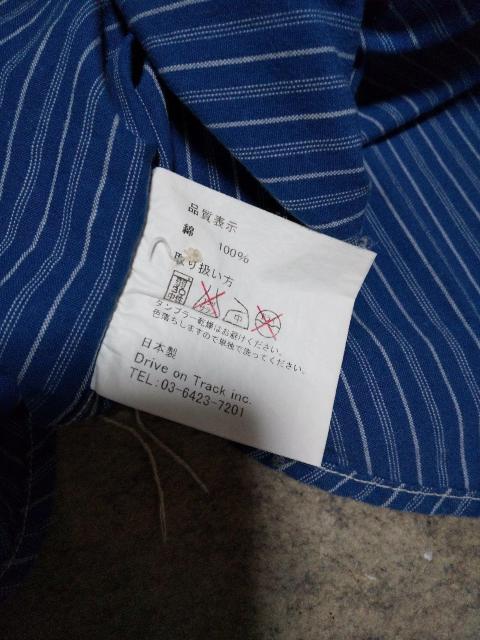 品質表示
綿 100%
取り扱い方
30 中
タンブラー乾燥はお避けください。
色落ちしますので単独で洗ってください。
日本製
Drive on Track inc.
TEL:03-6423-7201